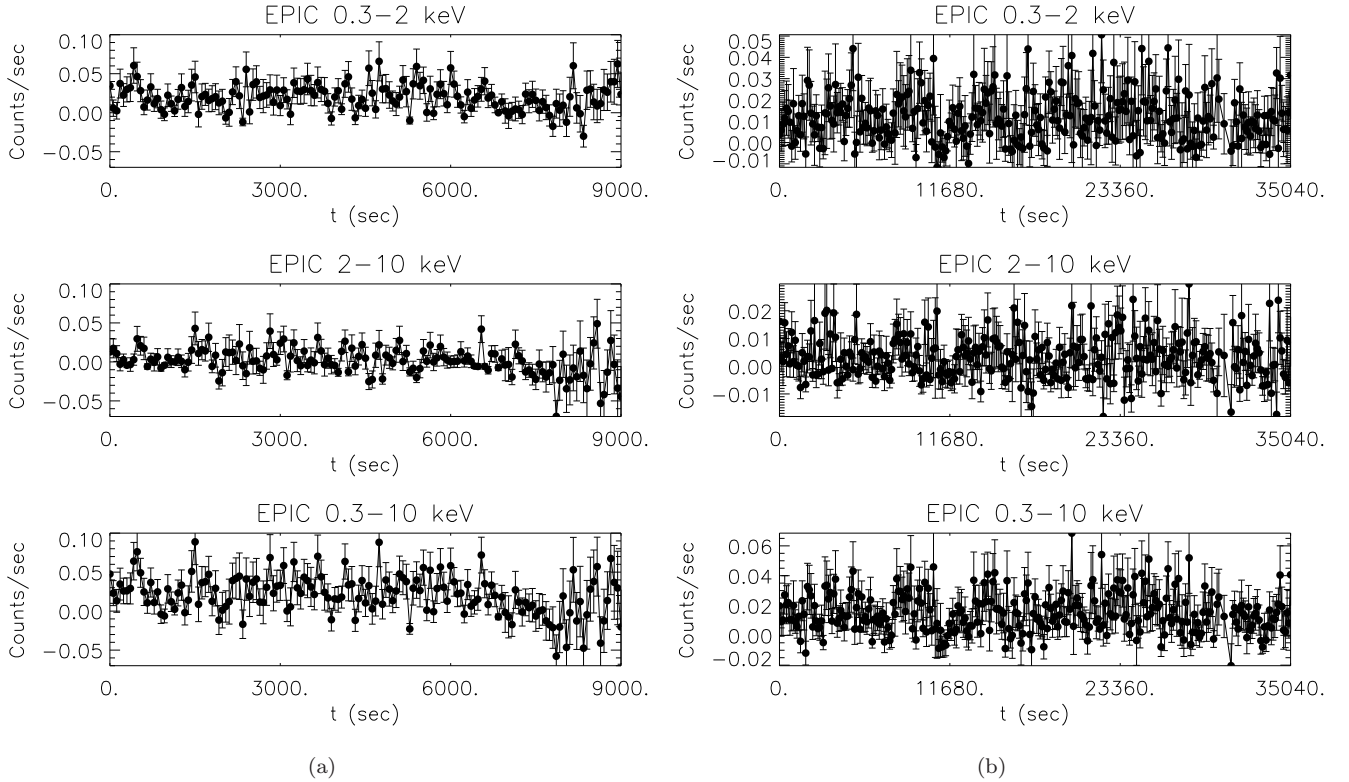 EPIC 0.3−2 keV
Counts/sec
0.10
0.05
0.00
−0.05
0.
3000.
6000.
9000.
t (sec)
EPIC 2−10 keV
Counts/sec
0.10
0.05
0.00
−0.05
0.
3000.
6000.
9000.
t (sec)
EPIC 0.3−10 keV
Counts/sec
0.10
0.05
0.00
−0.05
0.
3000.
6000.
9000.
t (sec)
(a)
EPIC 0.3−2 keV
Counts/sec
0.05
0.04
0.03
0.02
0.01
0.00
−0.01
0.
11680.
23360.
35040.
t (sec)
EPIC 2−10 keV
Counts/sec
0.02
0.01
0.00
−0.01
0.
11680.
23360.
35040.
t (sec)
EPIC 0.3−10 keV
Counts/sec
0.06
0.04
0.02
0.00
−0.02
0.
11680.
23360.
35040.
t (sec)
(b)